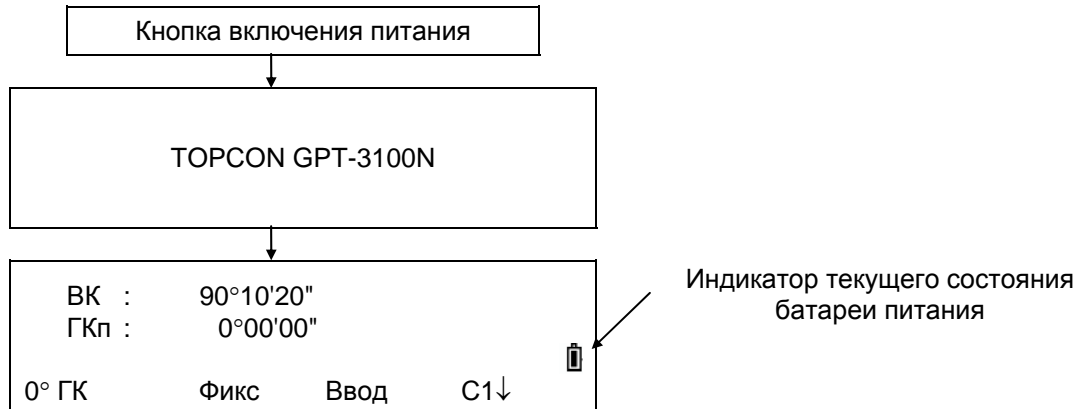 Кнопка включения питания
TOPCON GPT-3100N
ВК : 90°10'20"
ГКп : 0°00'00"
0° ГК Фикс Ввод С1↓
Индикатор текущего состояния
батареи питания